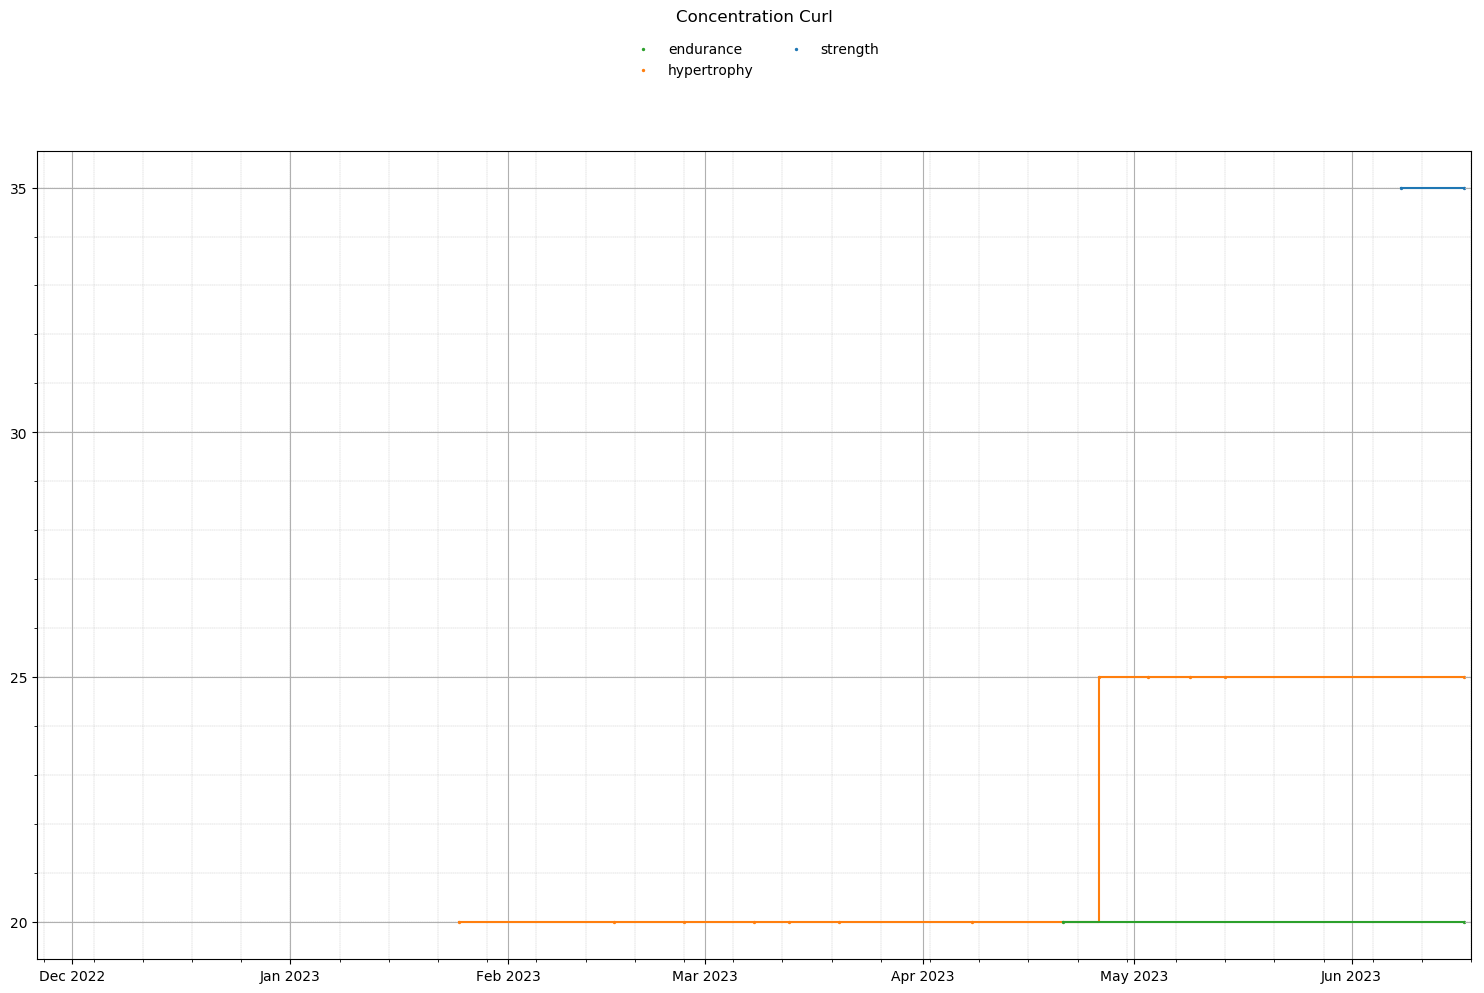 Concentration Curl
endurance strength
hypertrophy
35
30
25
20
Dec 2022 Jan 2023 Feb 2023 Mar 2023 Apr 2023 May 2023 Jun 2023